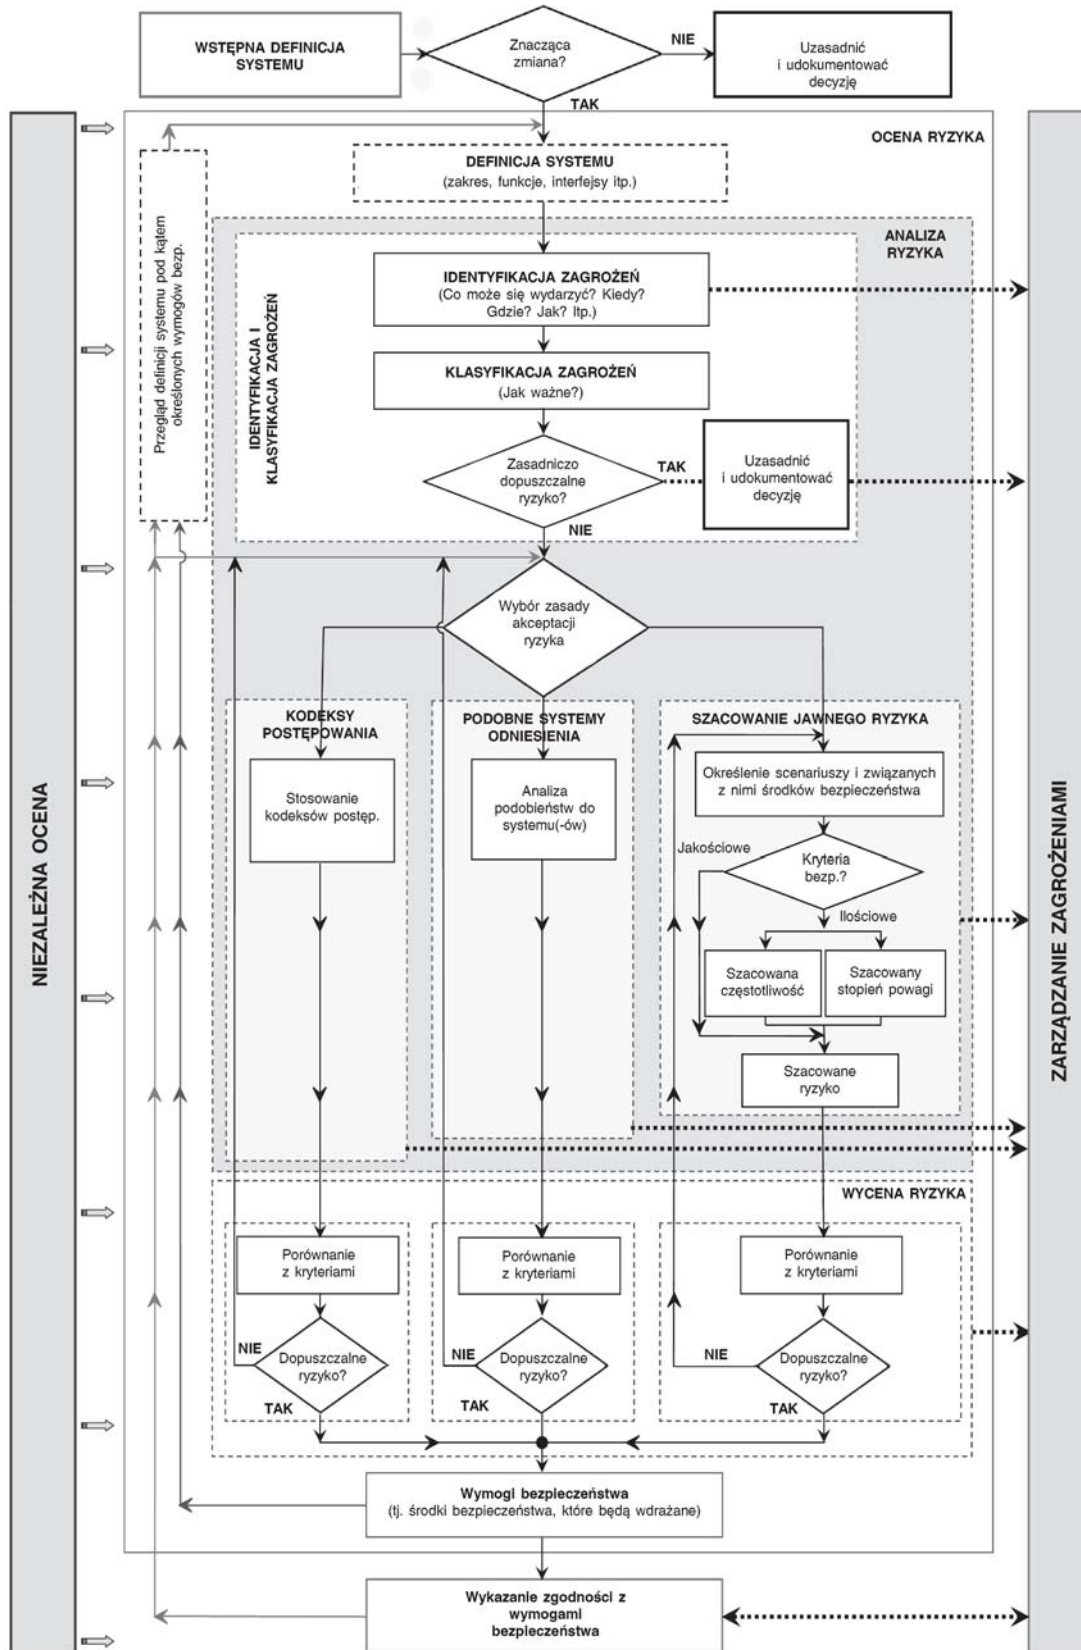 WSTĘPNA DEFINICJA
SYSTEMU
Znacząca
zmiana?
NIE
Uzasadnić
i udokumentować
decyzję
TAK
OCENA RYZYKA
NIEZALEŻNA OCENA
ZARZĄDZANIE ZAGROŻENIAMI
Przegląd definicji systemu pod kątem
określonych wymogów bezp.
DEFINICJA SYSTEMU
(zakres, funkcje, interfejsy itp.)
ANALIZA
RYZYKA
IDENTYFIKACJA I
KLASYFIKACJA ZAGROŻEŃ
IDENTYFIKACJA ZAGROŻEŃ
(Co może się wydarzyć? Kiedy?
Gdzie? Jak? Itp.)
KLASYFIKACJA ZAGROŻEŃ
(Jak ważne?)
Zasadniczo
dopuszczalne
ryzyko?
TAK
Uzasadnić
i udokumentować
decyzję
NIE
Wybór zasady
akceptacji
ryzyka
KODEKSY
POSTĘPOWANIA
PODOBNE SYSTEMY
ODNIESIENIA
SZACOWANIE JAWNEGO RYZYKA
Stosowanie
kodeksów postęp.
Analiza
podobieństw do
systemu(-ów)
Określenie scenariuszy i związanych
z nimi środków bezpieczeństwa
Jakościowe
Kryteria
bezp.?
Ilościowe
Szacowana
częstotliwość
Szacowany
stopień powagi
Szacowane
ryzyko
WYCENA RYZYKA
Porównanie
z kryteriami
Porównanie
z kryteriami
Porównanie
z kryteriami
NIE
Dopuszczalne
ryzyko?
TAK
NIE
Dopuszczalne
ryzyko?
TAK
NIE
Dopuszczalne
ryzyko?
TAK
Wymogi bezpieczeństwa
(tj. środki bezpieczeństwa, które będą wdrażane)
Wykazanie zgodności z
wymogami
bezpieczeństwa